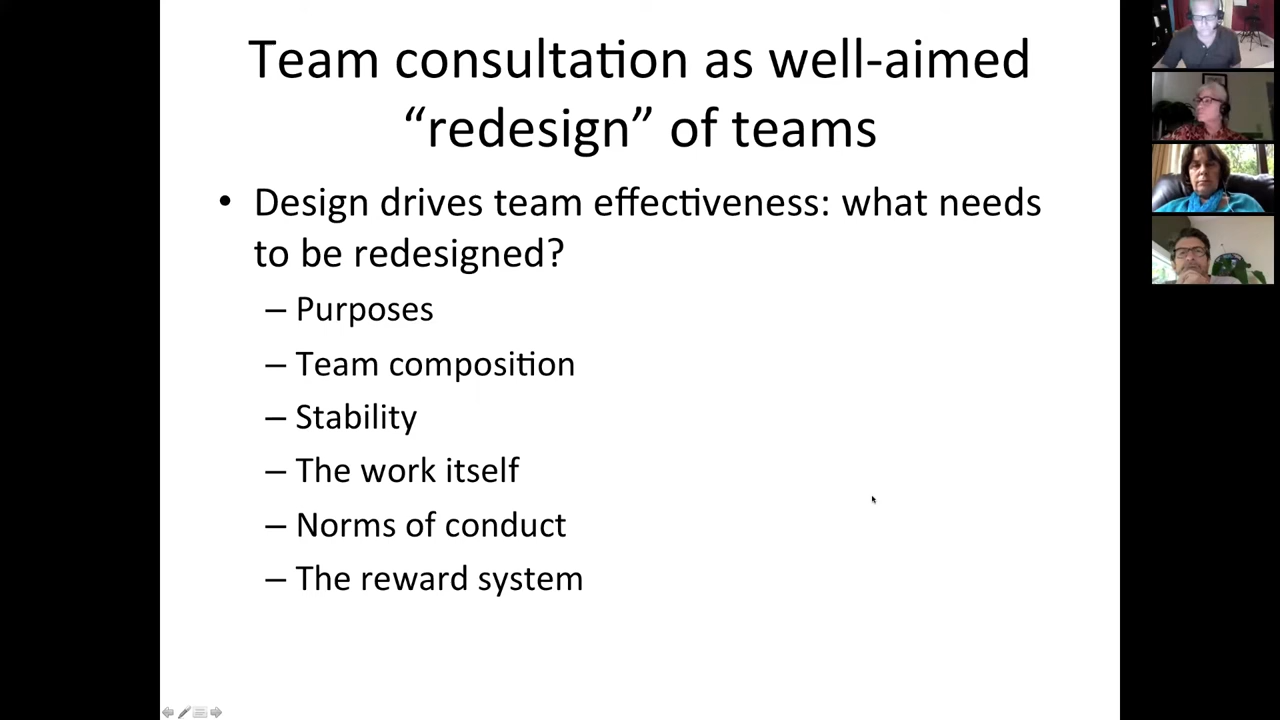 Team consultation as well-aimed
“redesign” of teams
• Design drives team effectiveness: what needs
to be redesigned?
– Purposes
– Team composition
– Stability
– The work itself
– Norms of conduct
– The reward system